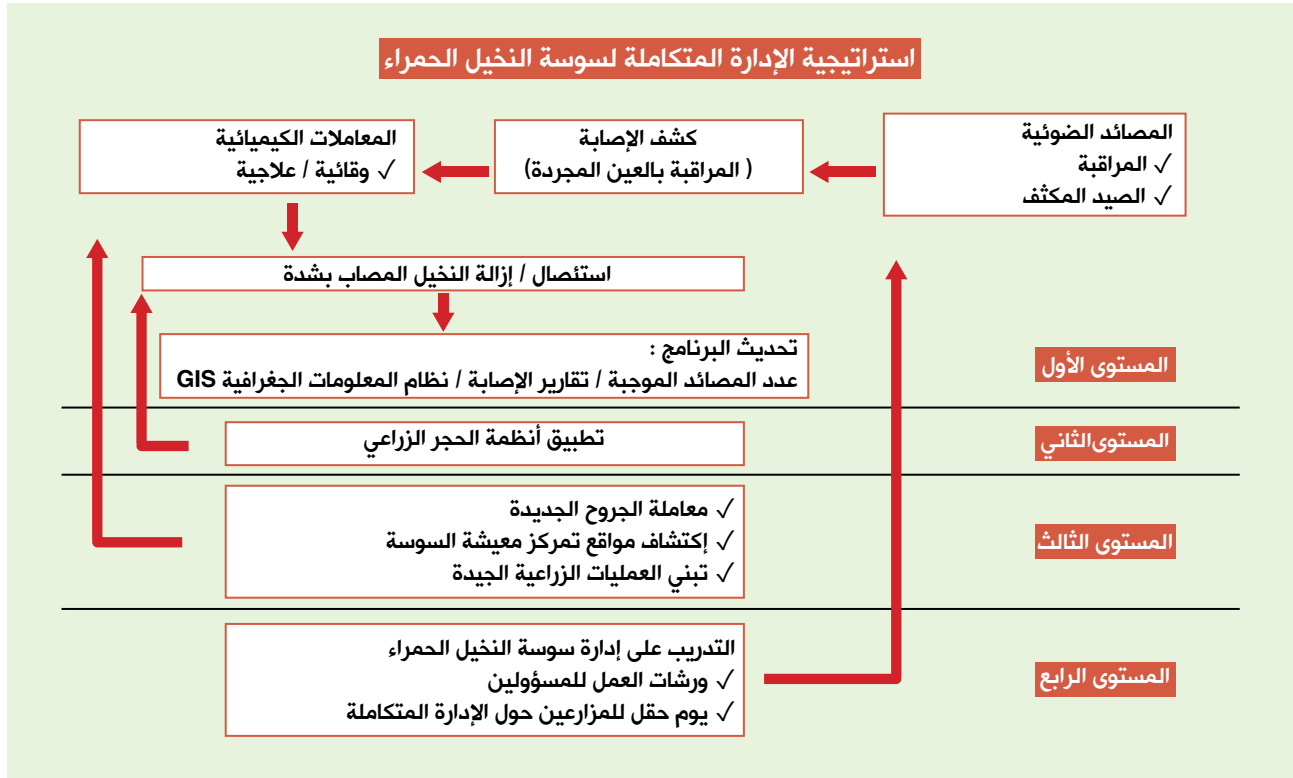 استراتيجية الإدارة المتكاملة لسوسة النخيل الحمراء
المصائد الضوئية
✓ المراقبة
✓ الصيد المكثف
كشف الإصابة
( المراقبة بالعين المجردة)
المعاملات الكيميائية
✓ وقائية / علاجية
استئصال / إزالة النخيل المصاب بشدة
تحديث البرنامج :
عدد المصائد الموجبة / تقارير الإصابة / نظام المعلومات الجغرافية GIS
المستوى الأول
المستوىالثاني
تطبيق أنظمة الحجر الزراعي
المستوى الثالث
✓ معاملة الجروح الجديدة
✓ إكتشاف مواقع تمركز معيشة السوسة
✓ تبني العمليات الزراعية الجيدة
المستوى الرابع
التدريب على إدارة سوسة النخيل الحمراء
✓ ورشات العمل للمسؤولين
✓ يوم حقل للمزارعين حول الإدارة المتكاملة